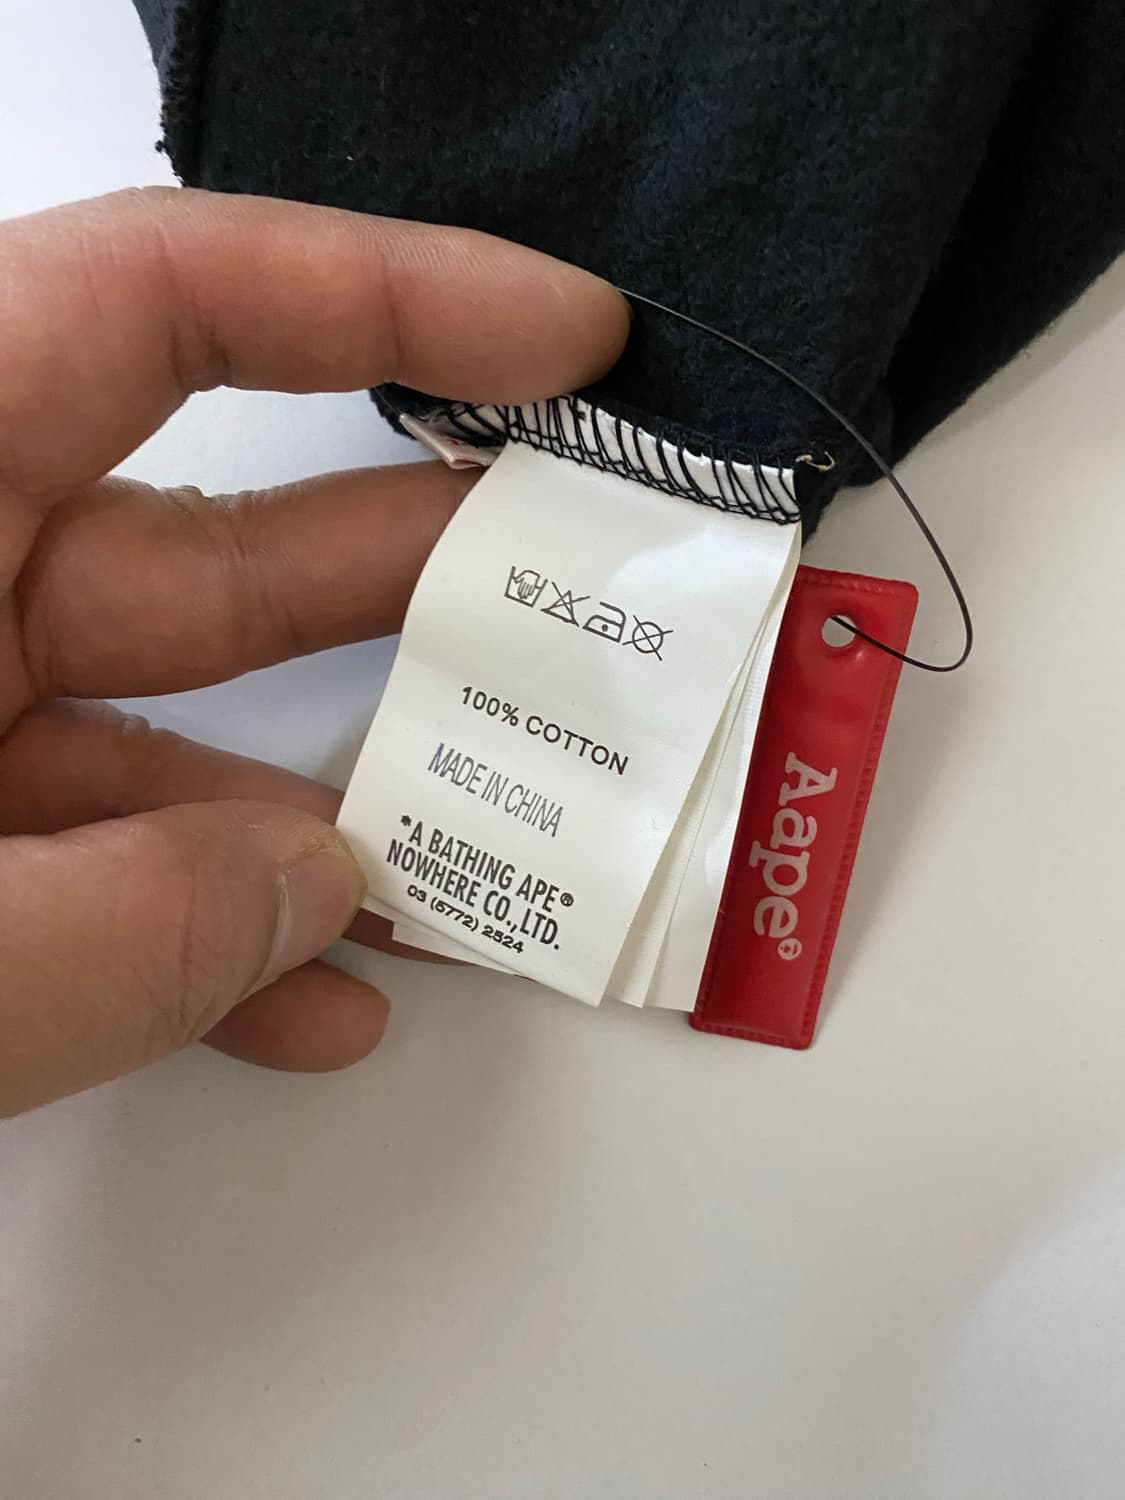 100% COTTON
MADE IN CHINA
*A BATHING APE®
NOWHERE CO.,LTD.
03 (5772) 2524
Aape®